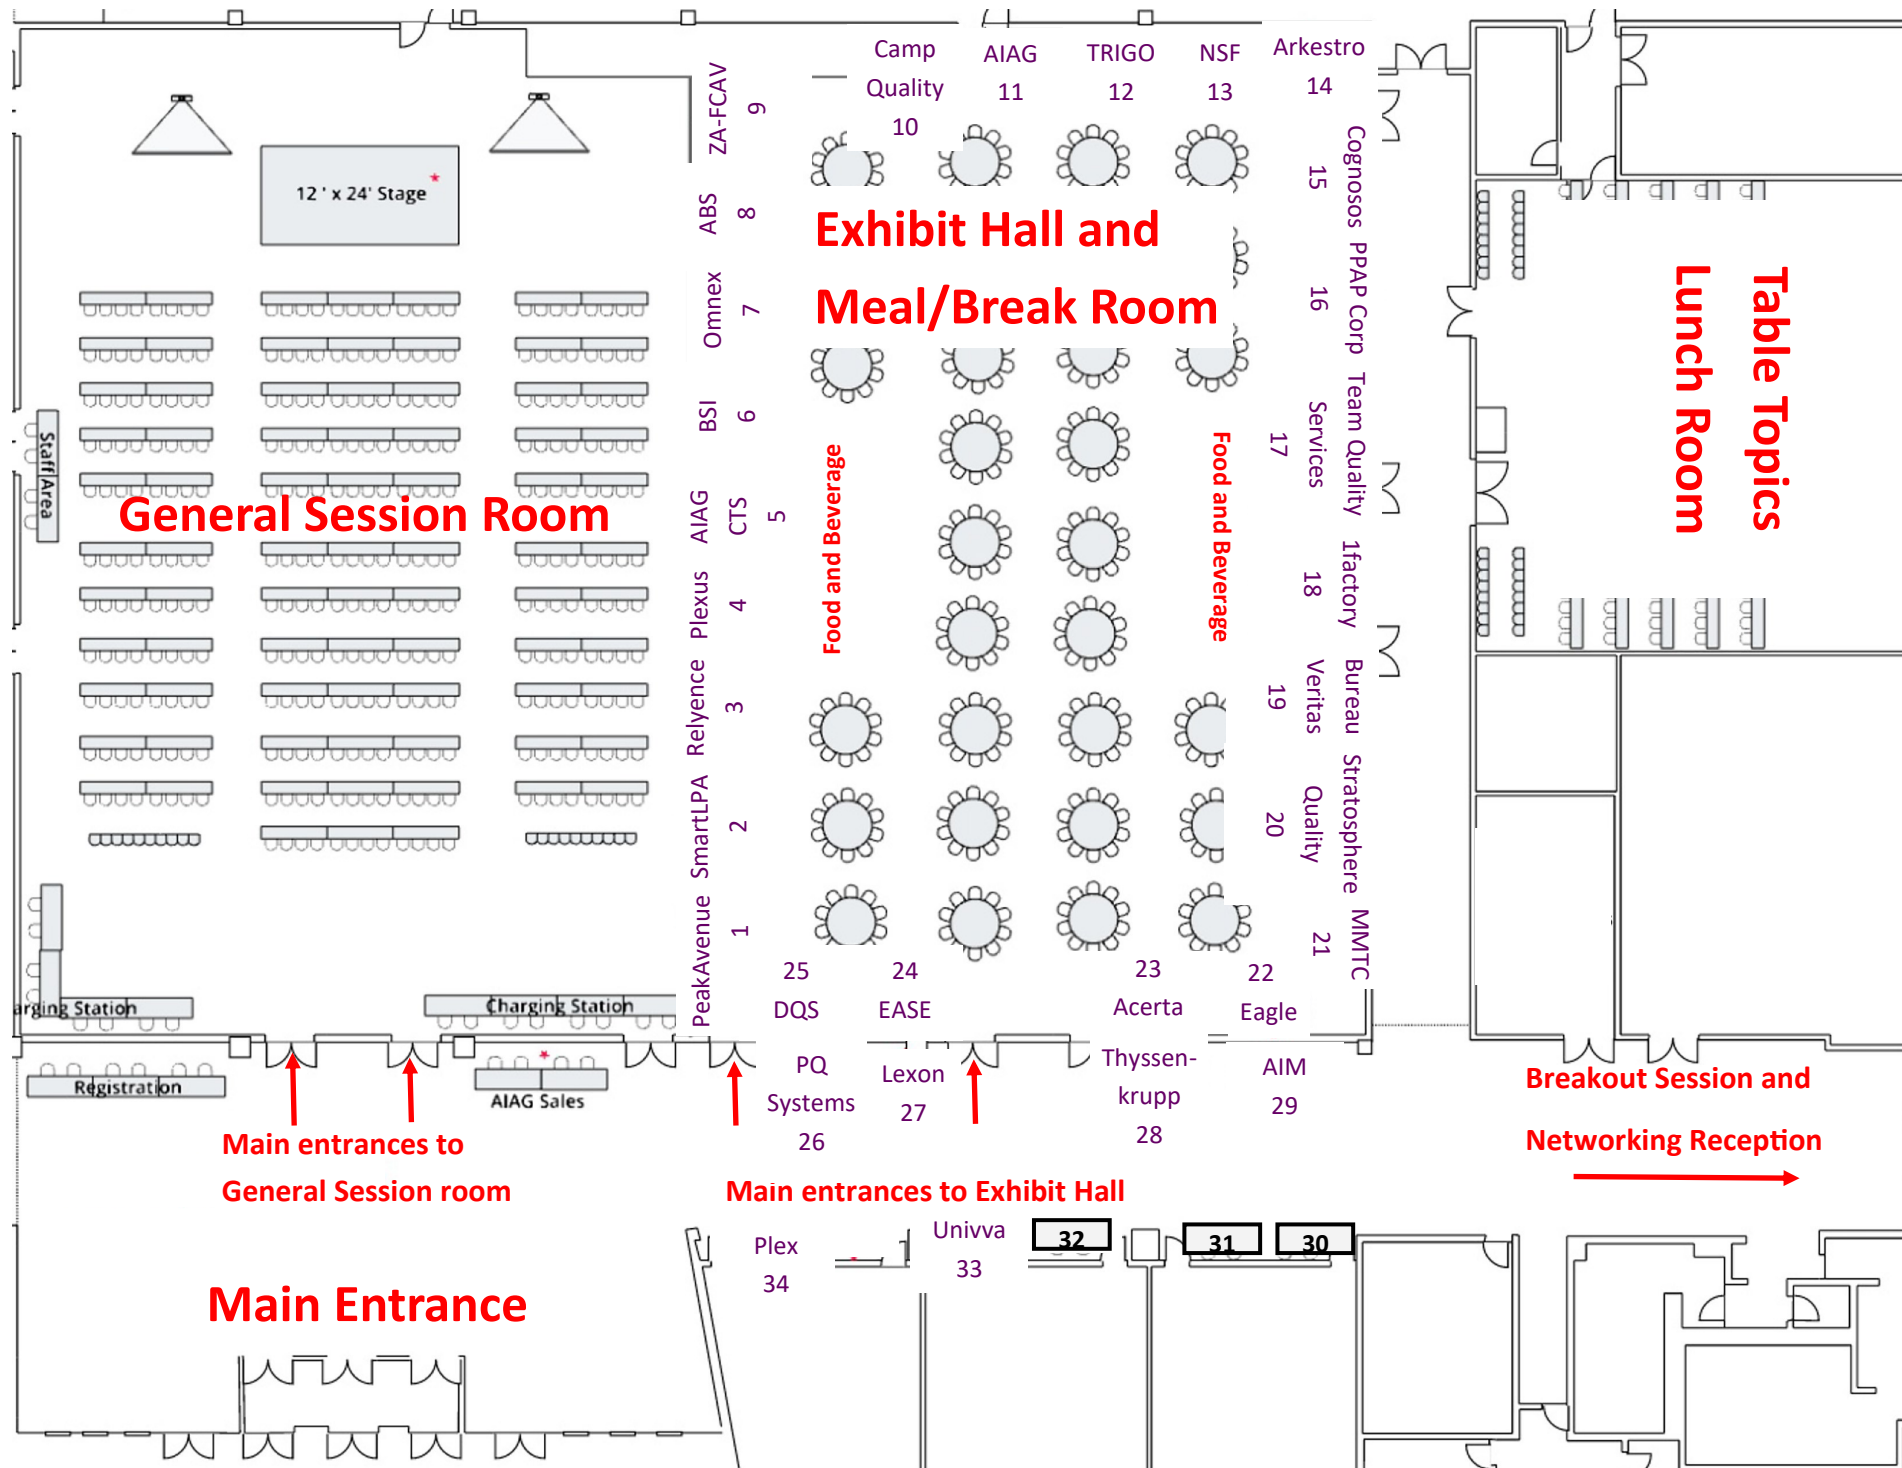 Camp
Quality
10
AIAG
11
TRIGO
12
NSF
13
Arkestro
14
ZA-FCAV
9
ABS
8
Omnex
7
BSI
6
AIAG
CTS
5
Plexus
4
Relyence
3
SmartLPA
2
PeakAvenue
1
Cognosos
15
PPAP Corp
16
Team Quality
Services
17
1factory
18
Bureau
Veritas
19
Stratosphere
Quality
20
MMTC
21
12 ' x 24' Stage
Exhibit Hall and
Meal/Break Room
Table Topics
Lunch Room
Staff Area
General Session Room
Food and Beverage
Food and Beverage
25
DQS
24
EASE
23
Acerta
22
Eagle
arging Station
Charging Station
Registration
AIAG Sales
PQ
Systems
26
Lexon
27
Thyssen-
krupp
28
AIM
29
Breakout Session and
Networking Reception
Main entrances to
General Session room
Main entrances to Exhibit Hall
Plex
34
Univva
33
32
31
30
Main Entrance